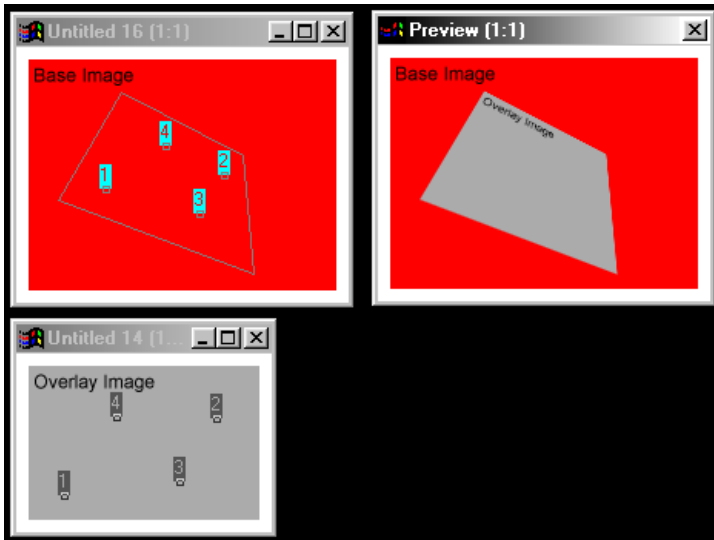 Untitled 16 (1:1)
Base Image
4
2
1
3
Preview (1:1)
Base Image
Overlay Image
Untitled 14 (1...
Overlay Image
4
2
3
1